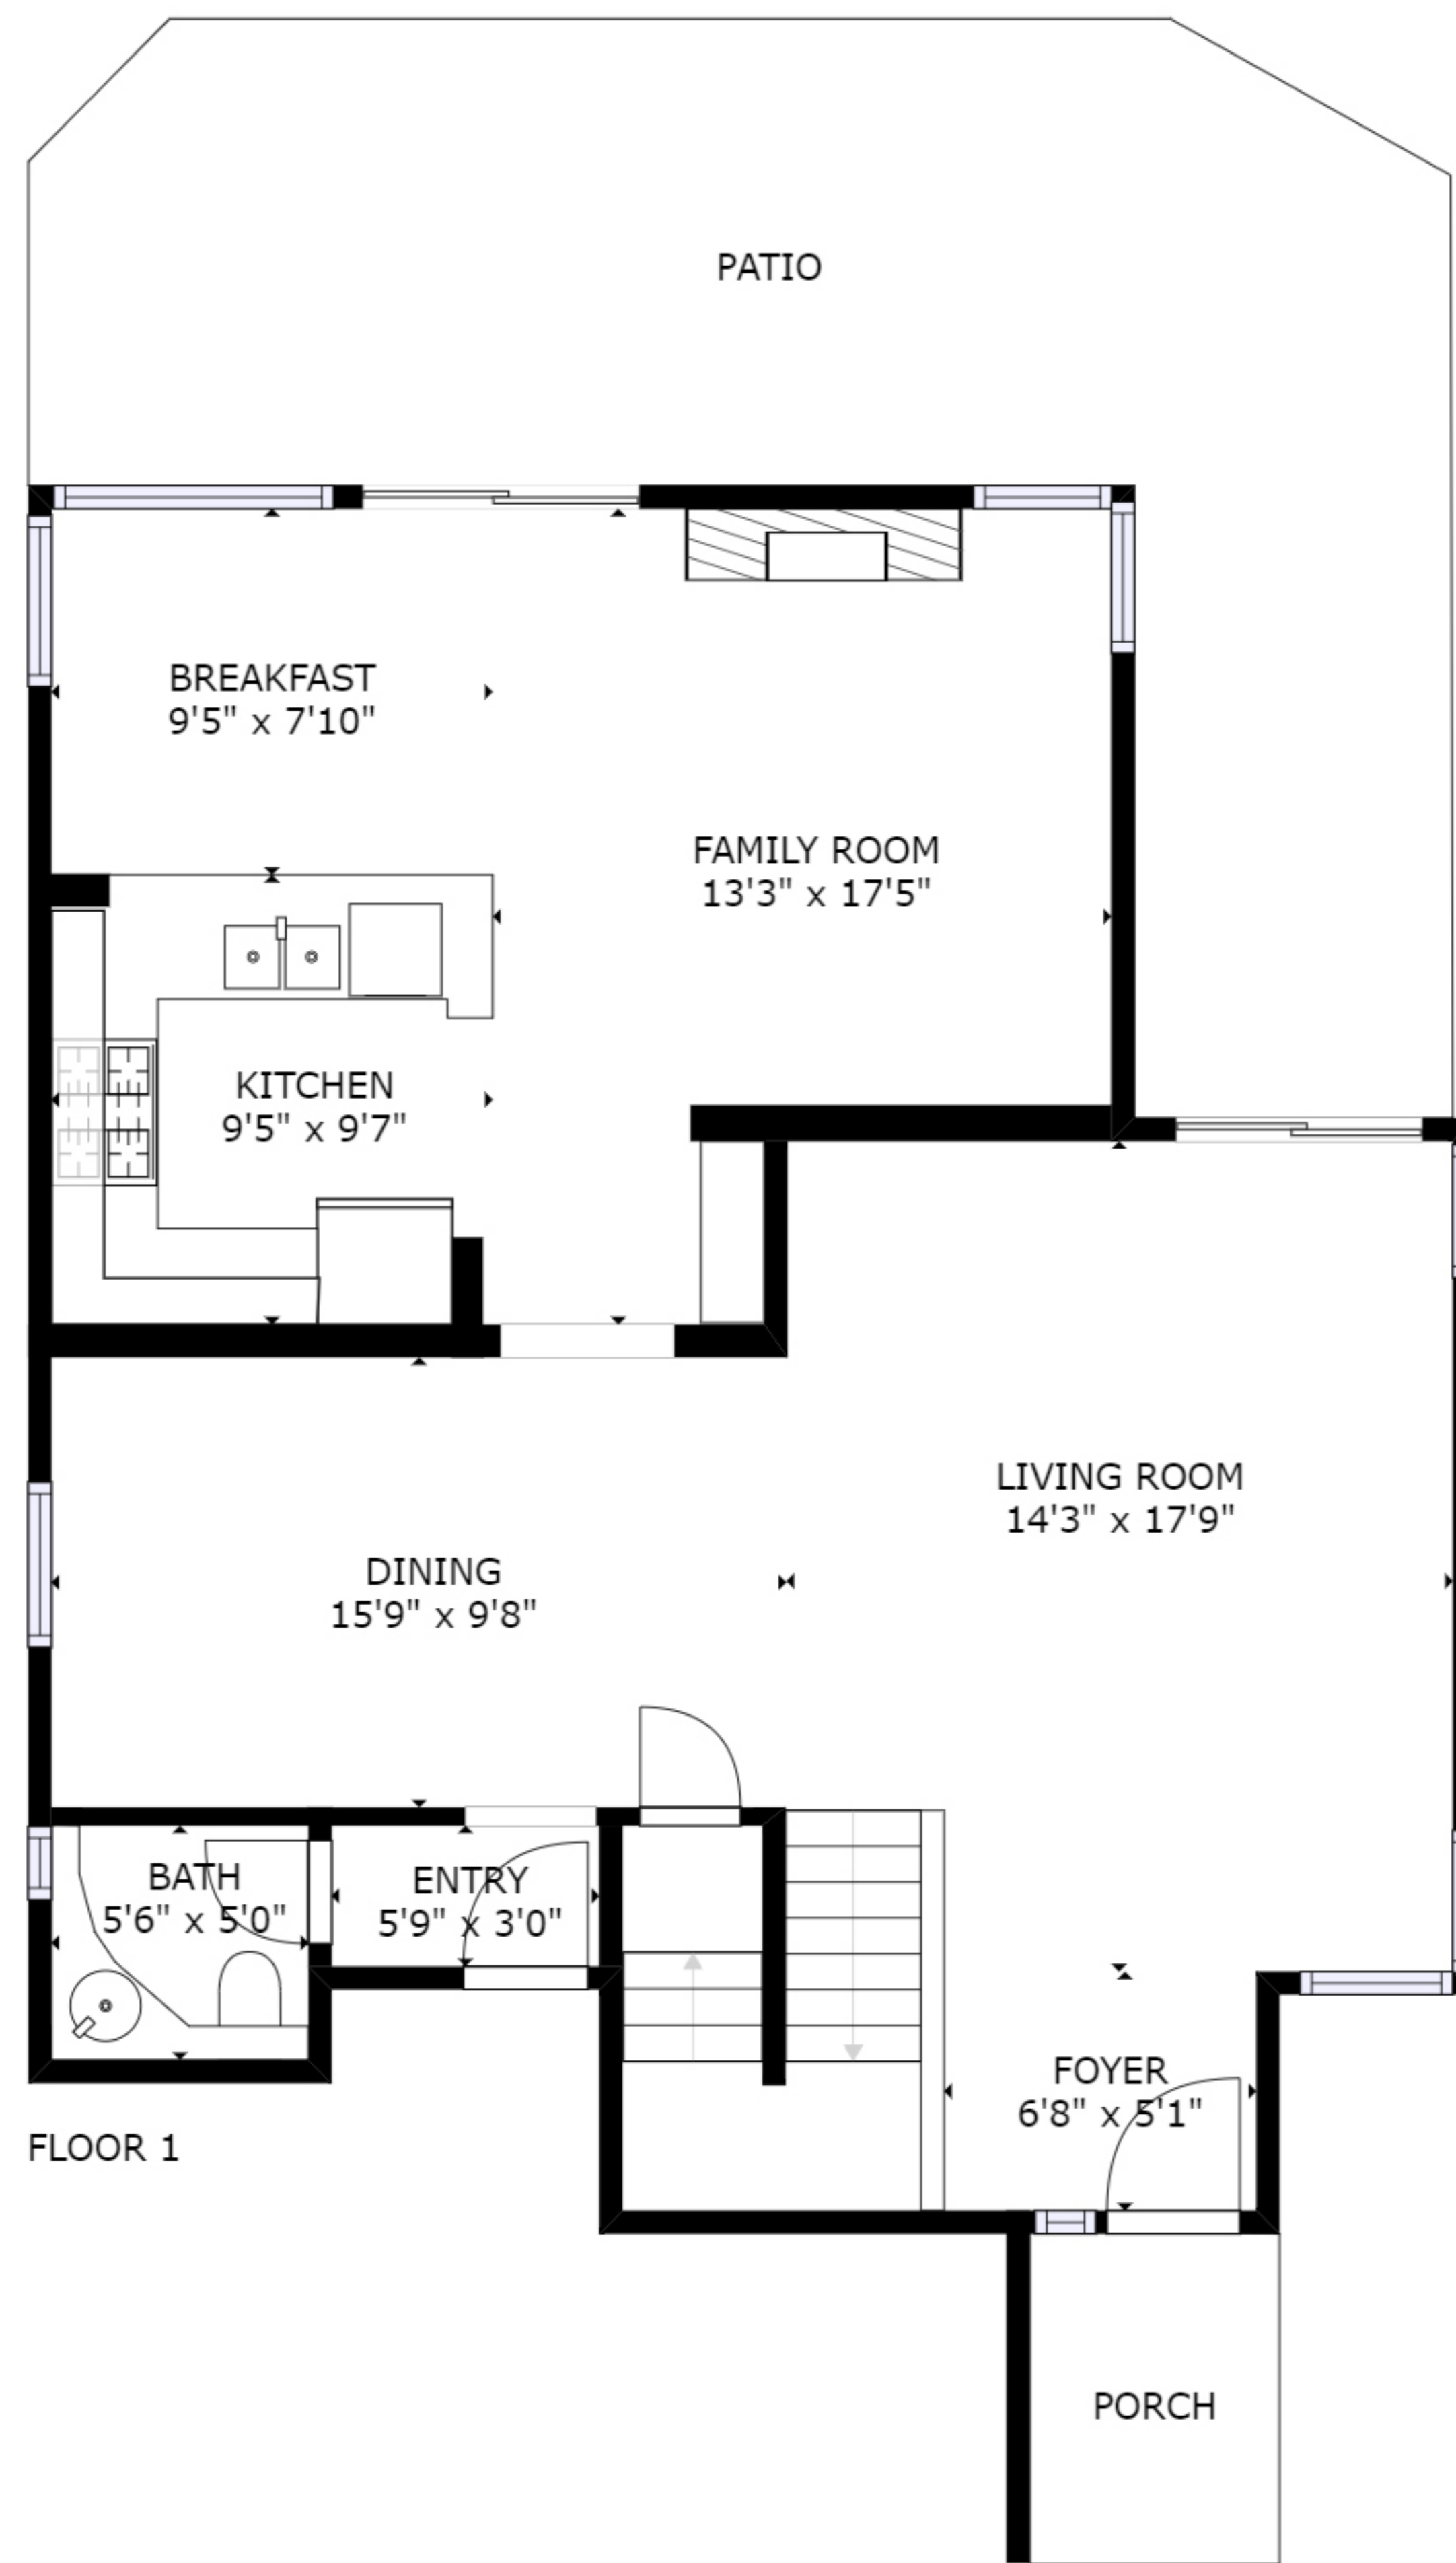 PATIO
BREAKFAST
9'5" x 7'10"
FAMILY ROOM
13'3" x 17'5"
KITCHEN
9'5" x 9'7"
LIVING ROOM
14'3" x 17'9"
DINING
15'9" x 9'8"
BATH
5'6" x 5'0"
ENTRY
5'9" x 3'0"
FOYER
6'8" x 5'1"
FLOOR 1
PORCH